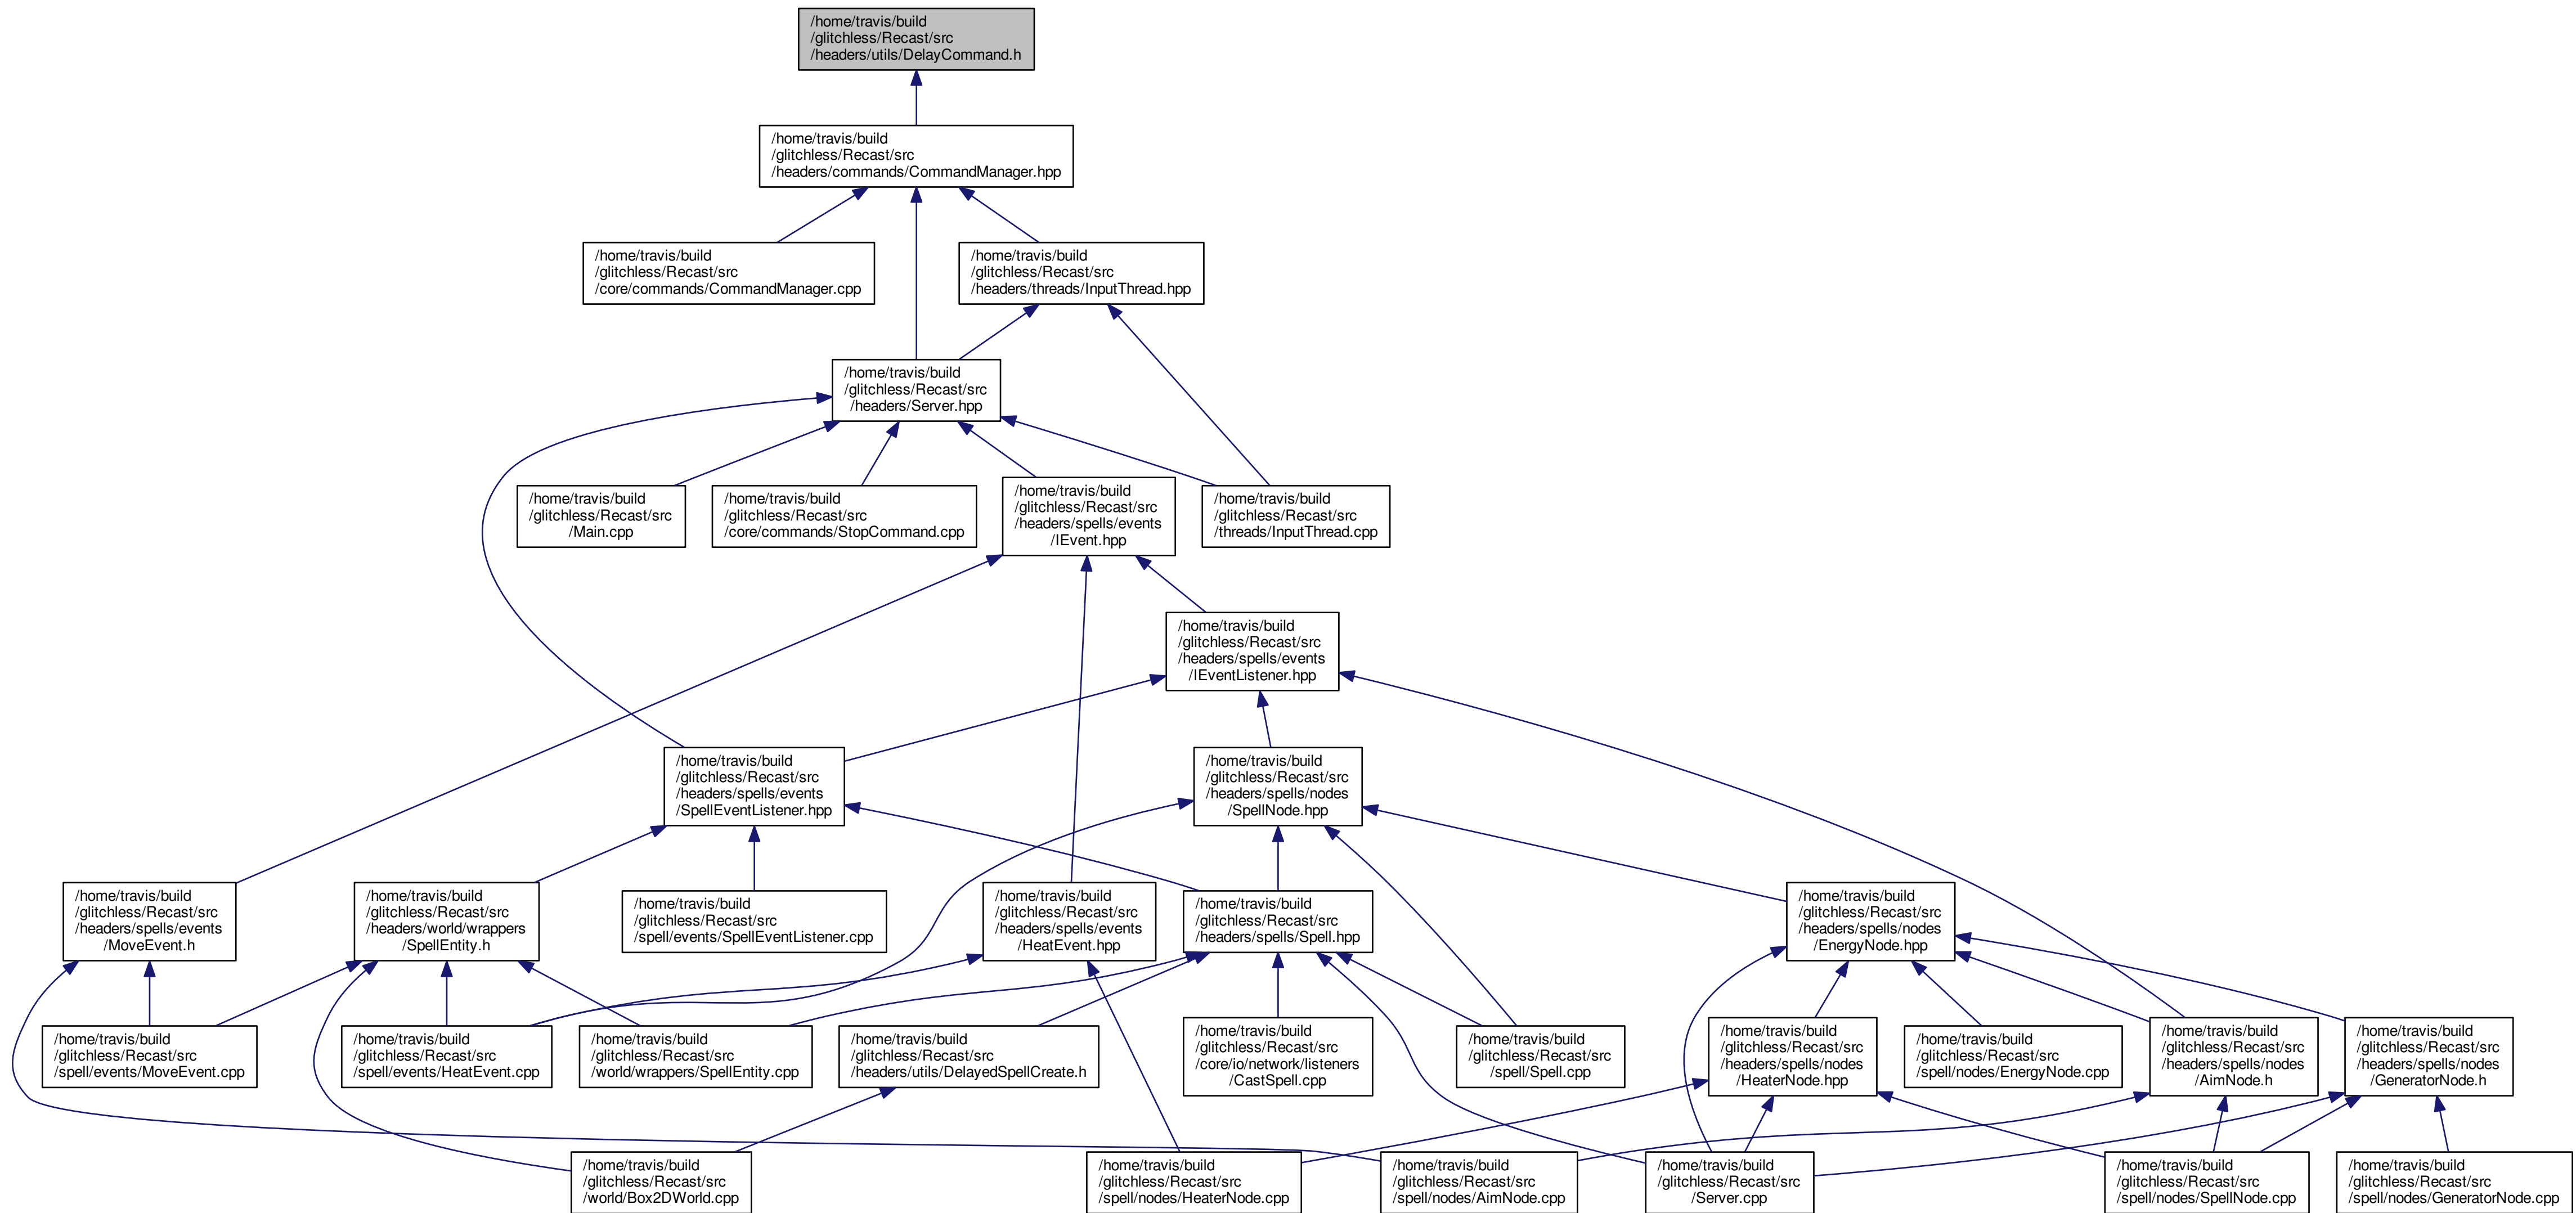 /home/travis/build
/glitchless/Recast/src
/headers/utils/DelayCommand.h
/home/travis/build
/glitchless/Recast/src
/headers/commands/CommandManager.hpp
/home/travis/build
/glitchless/Recast/src
/core/commands/CommandManager.cpp
/home/travis/build
/glitchless/Recast/src
/headers/threads/InputThread.hpp
/home/travis/build
/glitchless/Recast/src
/headers/Server.hpp
/home/travis/build
/glitchless/Recast/src
/Main.cpp
/home/travis/build
/glitchless/Recast/src
/core/commands/StopCommand.cpp
/home/travis/build
/glitchless/Recast/src
/headers/spells/events
/IEvent.hpp
/home/travis/build
/glitchless/Recast/src
/threads/InputThread.cpp
/home/travis/build
/glitchless/Recast/src
/headers/spells/events
/IEventListener.hpp
/home/travis/build
/glitchless/Recast/src
/headers/spells/events
/SpellEventListener.hpp
/home/travis/build
/glitchless/Recast/src
/headers/spells/nodes
/SpellNode.hpp
/home/travis/build
/glitchless/Recast/src
/headers/spells/events
/MoveEvent.h
/home/travis/build
/glitchless/Recast/src
/headers/world/wrappers
/SpellEntity.h
/home/travis/build
/glitchless/Recast/src
/spell/events/SpellEventListener.cpp
/home/travis/build
/glitchless/Recast/src
/headers/spells/events
/HeatEvent.hpp
/home/travis/build
/glitchless/Recast/src
/headers/spells/Spell.hpp
/home/travis/build
/glitchless/Recast/src
/headers/spells/nodes
/EnergyNode.hpp
/home/travis/build
/glitchless/Recast/src
/spell/events/MoveEvent.cpp
/home/travis/build
/glitchless/Recast/src
/spell/events/HeatEvent.cpp
/home/travis/build
/glitchless/Recast/src
/world/wrappers/SpellEntity.cpp
/home/travis/build
/glitchless/Recast/src
/headers/utils/DelayedSpellCreate.h
/home/travis/build
/glitchless/Recast/src
/core/io/network/listeners
/CastSpell.cpp
/home/travis/build
/glitchless/Recast/src
/spell/Spell.cpp
/home/travis/build
/glitchless/Recast/src
/headers/spells/nodes
/HeaterNode.hpp
/home/travis/build
/glitchless/Recast/src
/spell/nodes/EnergyNode.cpp
/home/travis/build
/glitchless/Recast/src
/headers/spells/nodes
/AimNode.h
/home/travis/build
/glitchless/Recast/src
/headers/spells/nodes
/GeneratorNode.h
/home/travis/build
/glitchless/Recast/src
/world/Box2DWorld.cpp
/home/travis/build
/glitchless/Recast/src
/spell/nodes/HeaterNode.cpp
/home/travis/build
/glitchless/Recast/src
/spell/nodes/AimNode.cpp
/home/travis/build
/glitchless/Recast/src
/Server.cpp
/home/travis/build
/glitchless/Recast/src
/spell/nodes/SpellNode.cpp
/home/travis/build
/glitchless/Recast/src
/spell/nodes/GeneratorNode.cpp